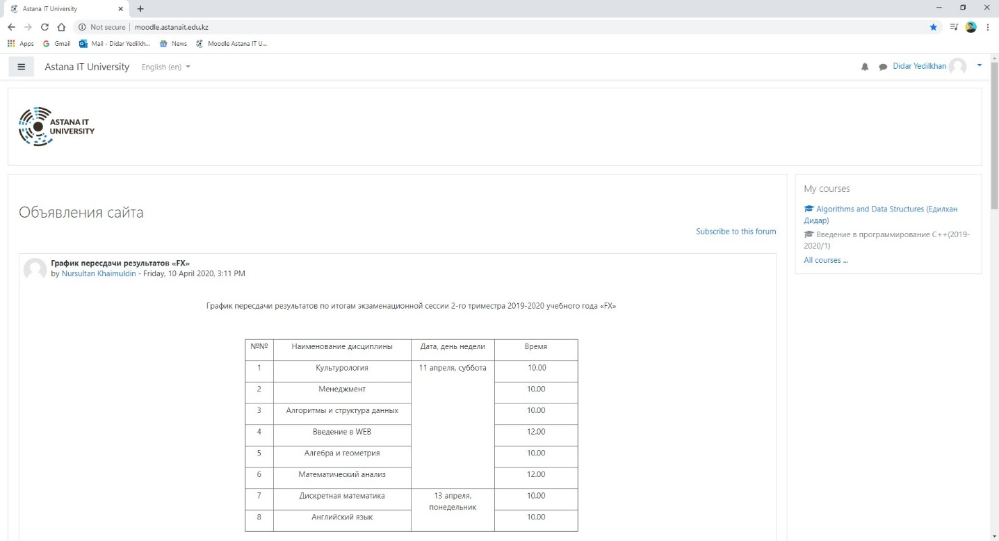 Astana IT University
Not secure | moodle.astanait.edu.kz
Apps Gmail Mail - Didar Yedilkh... News Moodle Astana IT U...
Astana IT University English (en) Didar Yedilkhan
ASTANA IT
UNIVERSITY
Объявления сайта
Subscribe to this forum
График пересдачи результатов «FX»
by Nursultan Khaimuldin - Friday, 10 April 2020, 3:11 PM
График пересдачи результатов по итогам экзаменационной сессии 2-го триместра 2019-2020 учебного года «FX»
№№ Наименование дисциплины Дата, день недели Время
1 Культурология 11 апреля, суббота 10.00
2 Менеджмент 10.00
3 Алгоритмы и структура данных 10.00
4 Введение в WEB 12.00
5 Алгебра и геометрия 10.00
6 Математический анализ 12.00
7 Дискретная математика 13 апреля, 10.00
понедельник
8 Английский язык 10.00
My courses
Algorithms and Data Structures (Едилхан
Дидар)
Введение в программирование C++(2019-
2020/1)
All courses ...